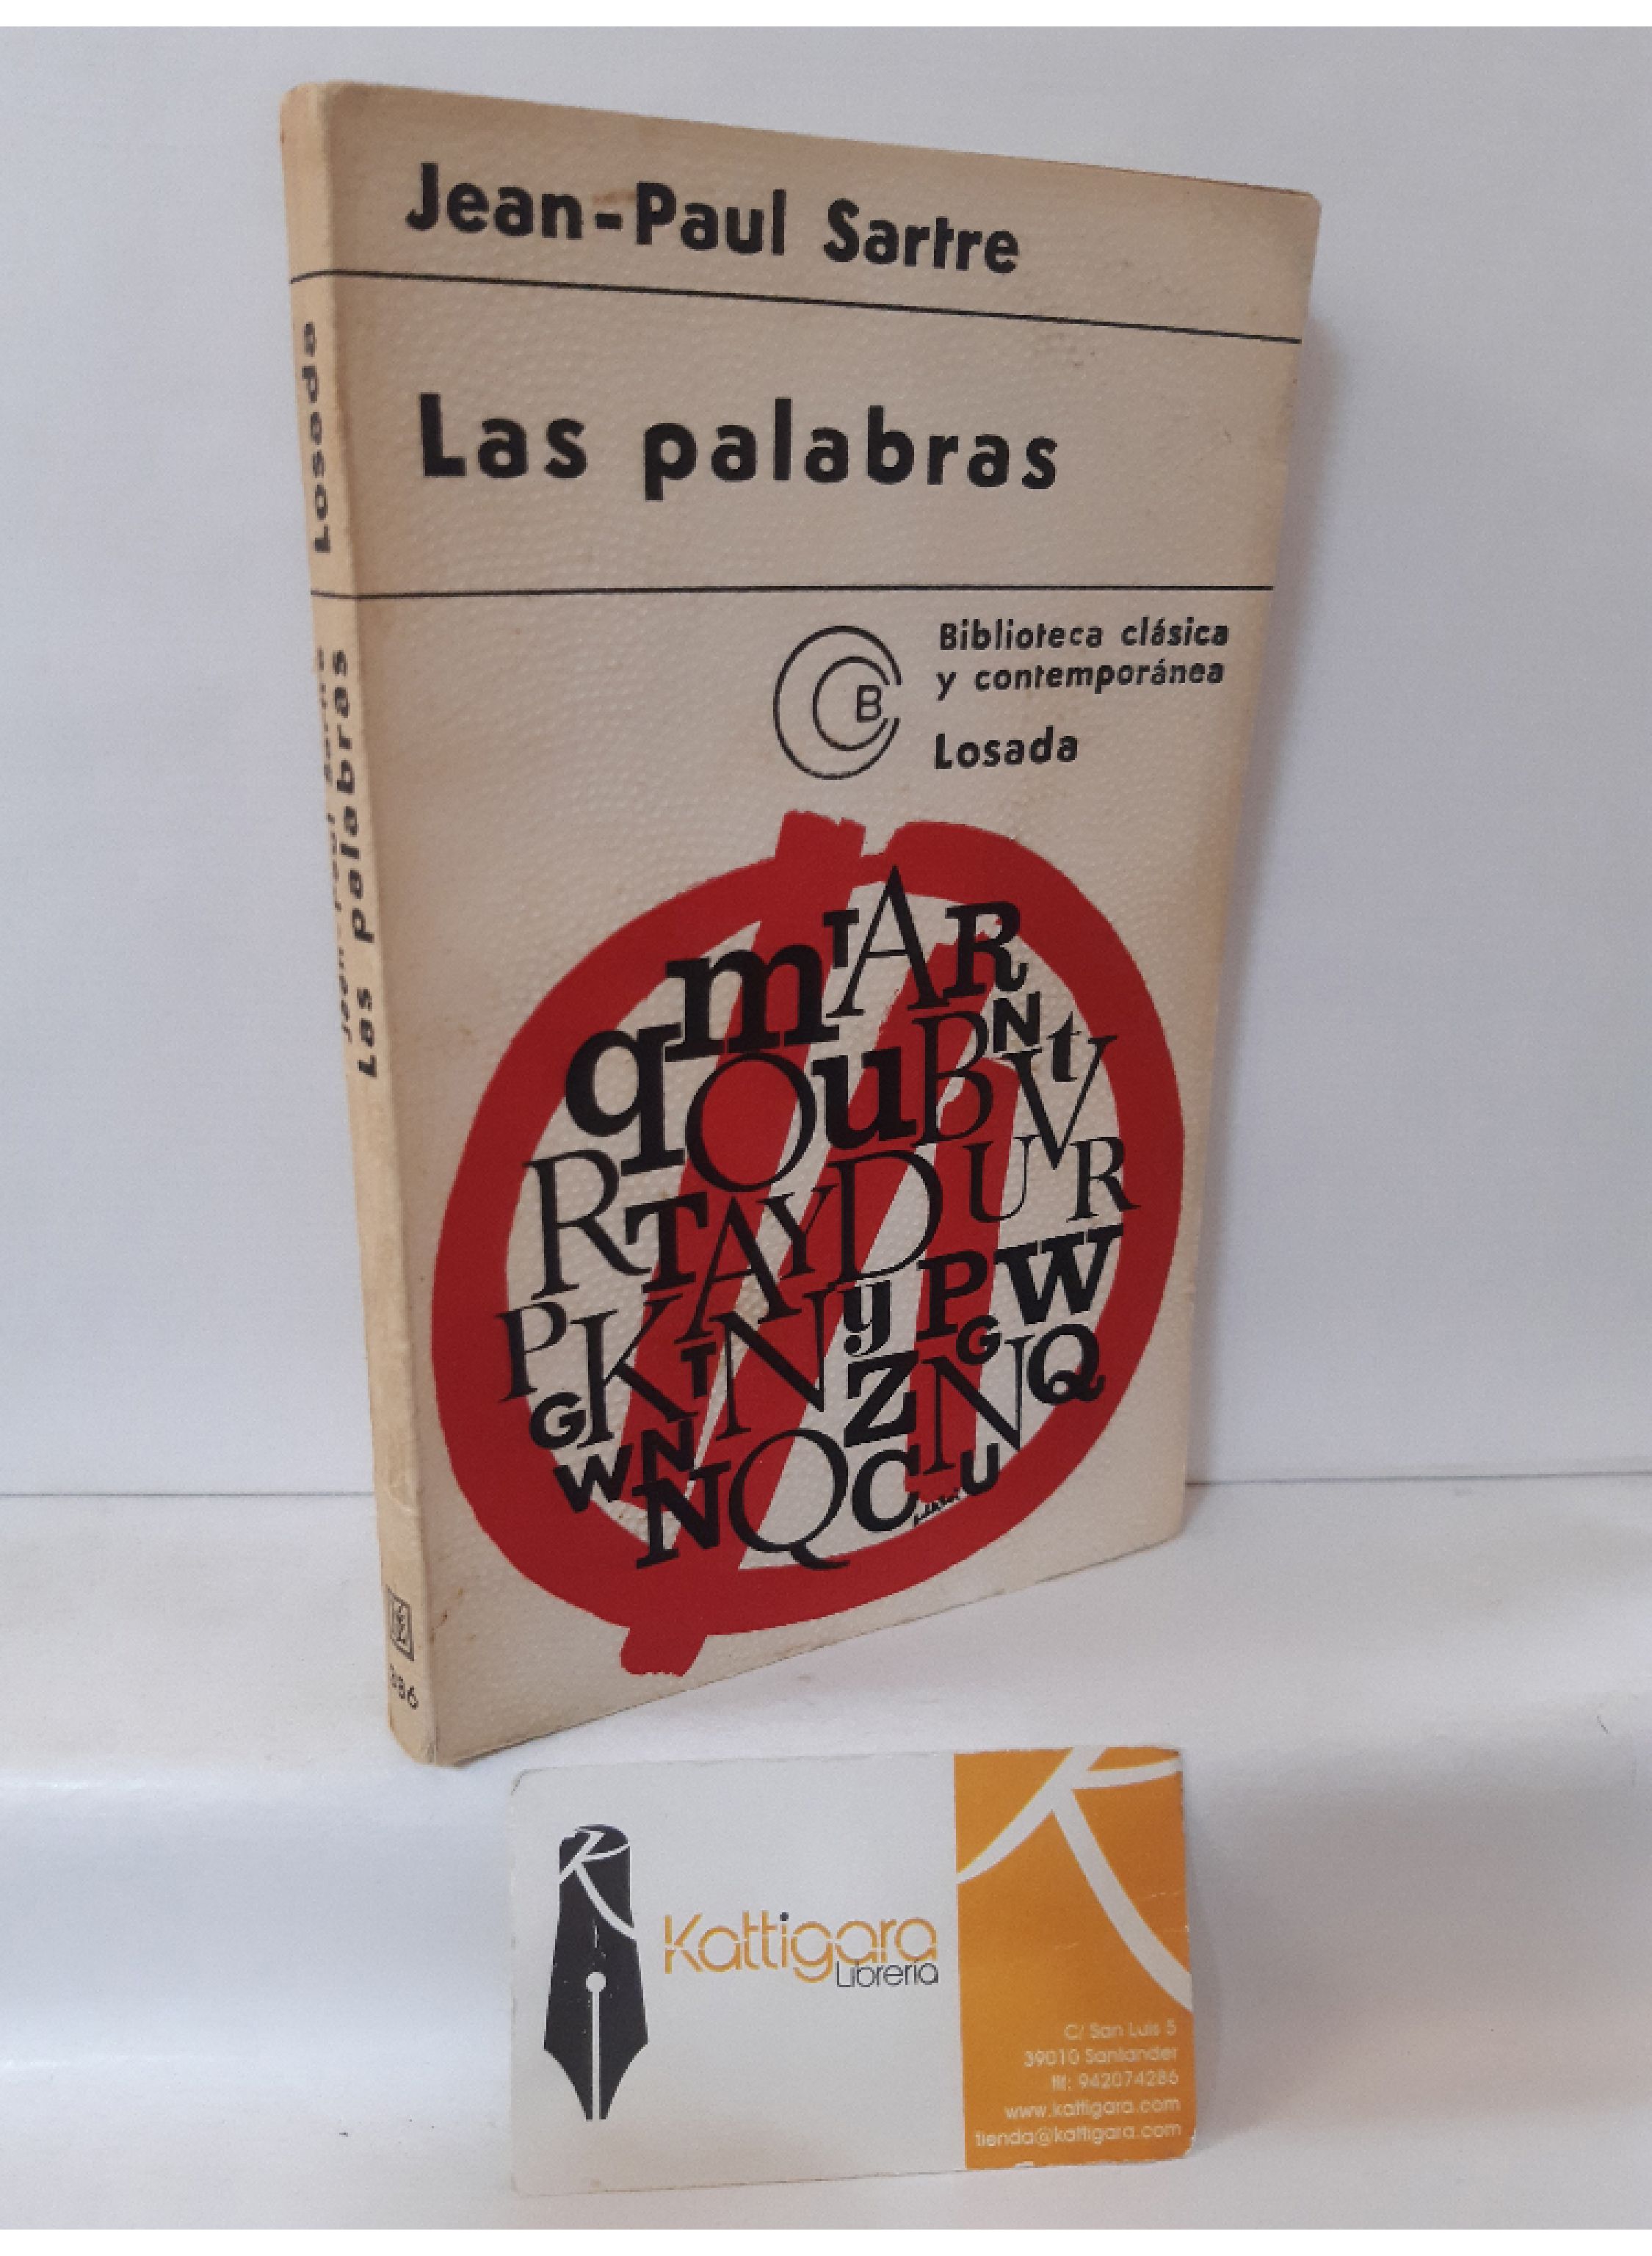 Jean-Paul Sartre
Las palabras
B
Biblioteca clásica
y contemporánea
Losada
Losada
Jean-Paul Sartre
Las palabras
I A R
q m N t
O u B V
R T A Y D U R
P K A N y P W
G T Z G N Q
W N N Q C U
Kattigara
Librería
C/ San Luis 5
39010 Santander
tlf: 942074286
www.kattigara.com
tienda@kattigara.com